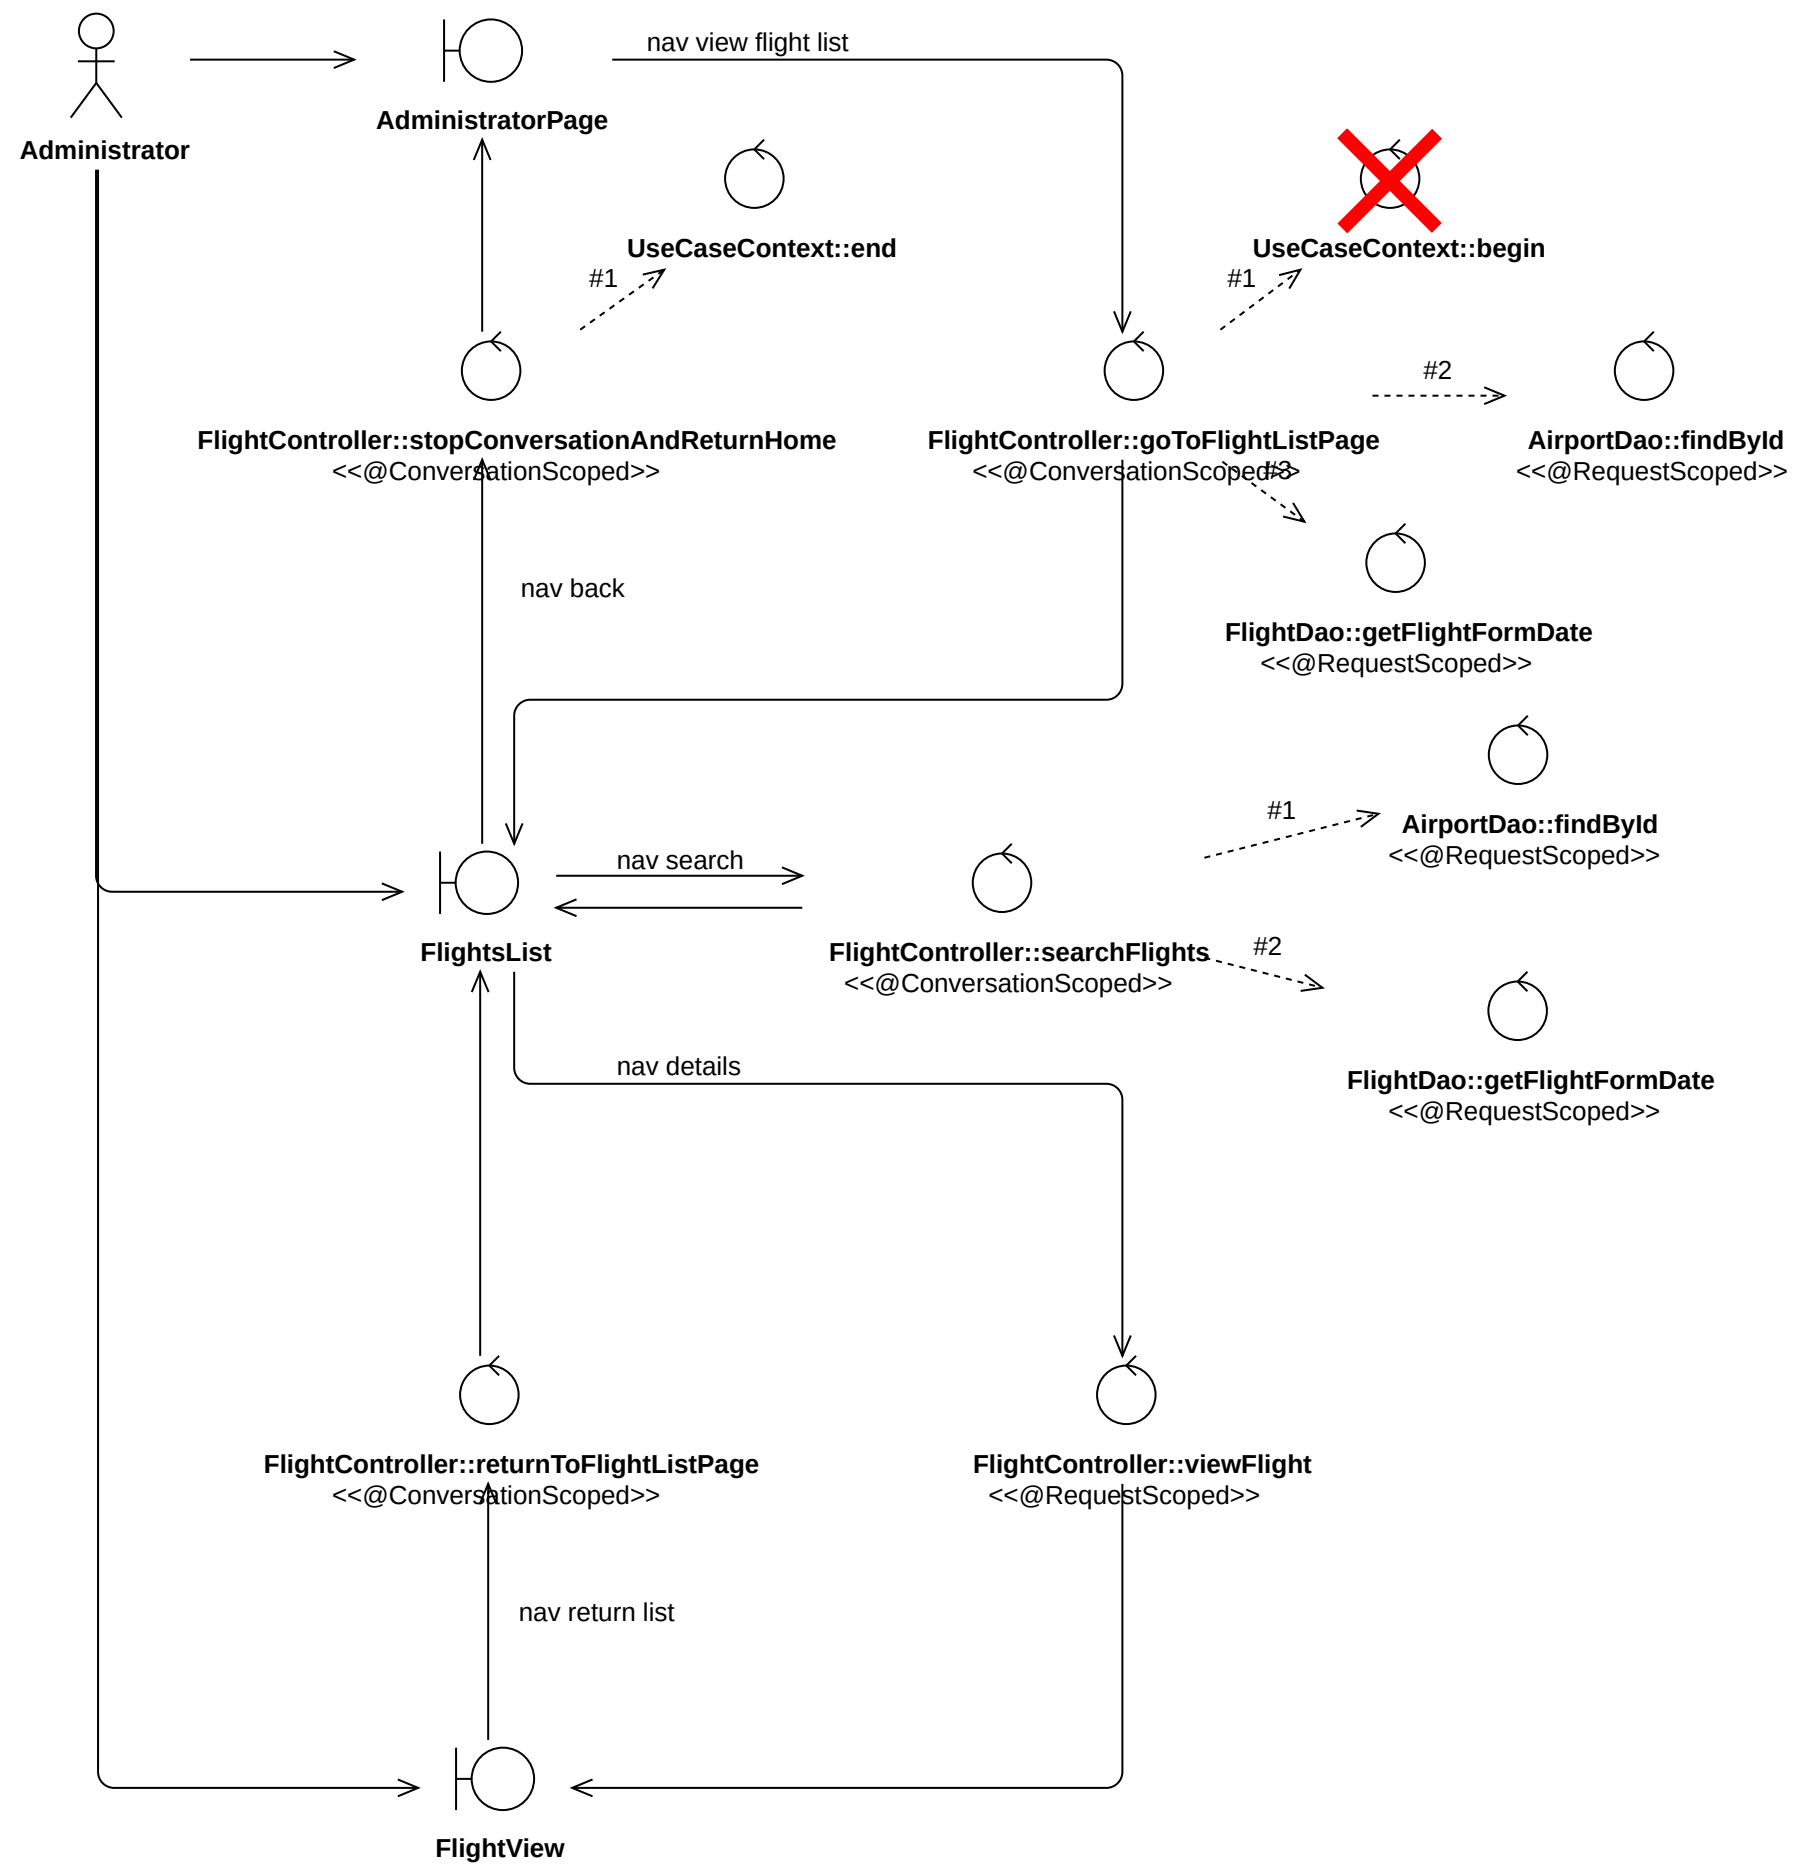 nav view flight list
AdministratorPage
Administrator
UseCaseContext::end
UseCaseContext::begin
#1
#1
#2
FlightController::stopConversationAndReturnHome
<<@ConversationScoped>>
FlightController::goToFlightListPage
<<@ConversationScoped>>
AirportDao::findById
<<@RequestScoped>>
#3
nav back
FlightDao::getFlightFormDate
<<@RequestScoped>>
#1
AirportDao::findById
<<@RequestScoped>>
nav search
FlightsList
FlightController::searchFlights
<<@ConversationScoped>>
#2
nav details
FlightDao::getFlightFormDate
<<@RequestScoped>>
FlightController::returnToFlightListPage
<<@ConversationScoped>>
FlightController::viewFlight
<<@RequestScoped>>
nav return list
FlightView